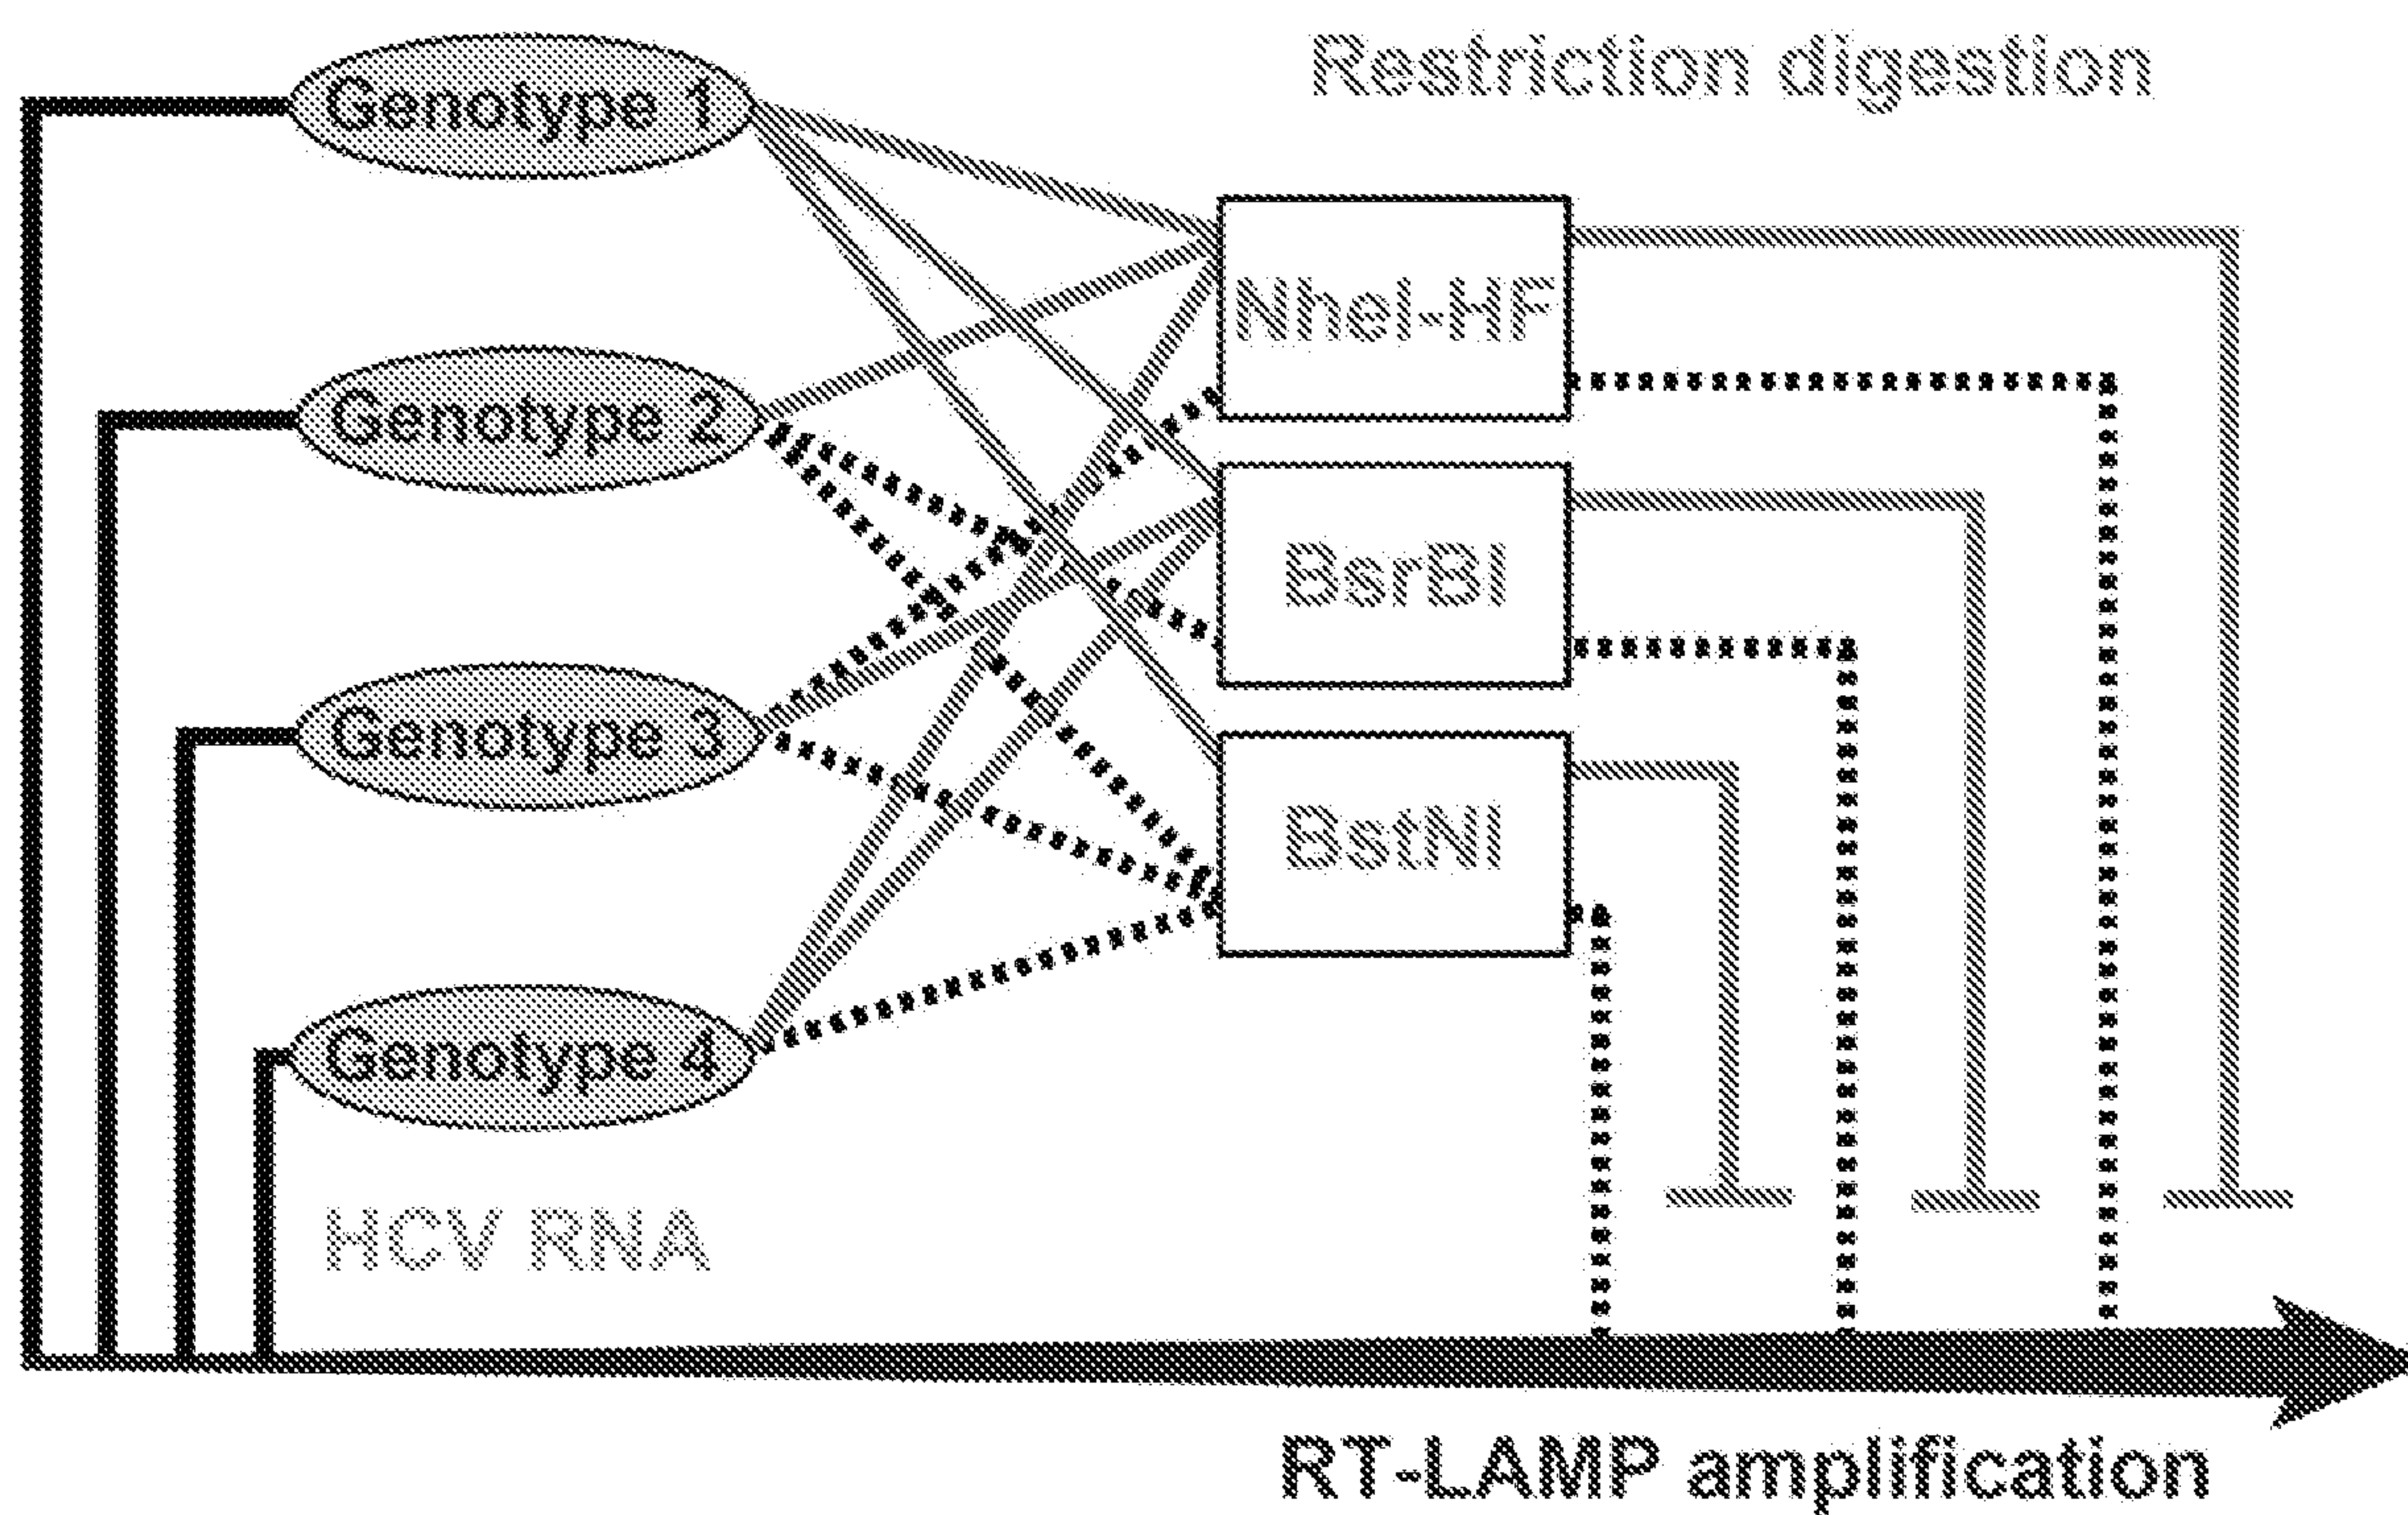 Restriction digestion
Genotype 1
NheI-HF
Genotype 2
BsrBI
Genotype 3
BstNI
Genotype 4
HCV RNA
RT-LAMP amplification